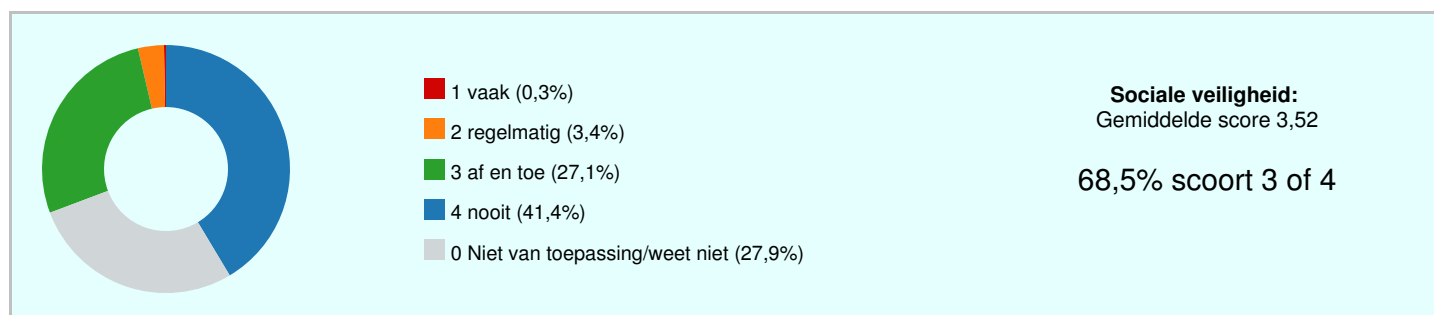 1 vaak (0,3%)
2 regelmatig (3,4%)
3 af en toe (27,1%)
4 nooit (41,4%)
0 Niet van toepassing/weet niet (27,9%)
Sociale veiligheid:
Gemiddelde score 3,52
68,5% scoort 3 of 4